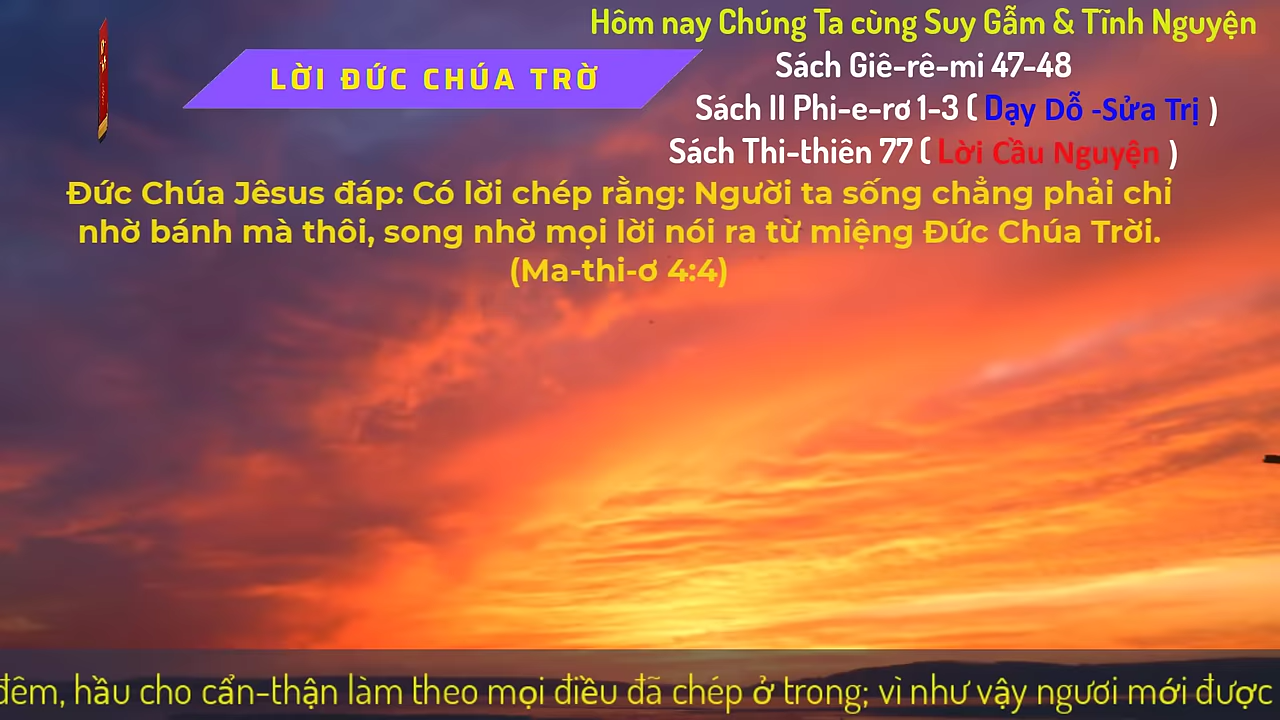 Hôm nay Chúng Ta cùng Suy Gẫm & Tĩnh Nguyện
LỜI ĐỨC CHÚA TRỜ
Sách Giê-rê-mi 47-48
Sách II Phi-e-rơ 1-3 ( Dạy Dỗ -Sửa Trị )
Sách Thi-thiên 77 ( Lời Cầu Nguyện )
Đức Chúa Jêsus đáp: Có lời chép rằng: Người ta sống chẳng phải chỉ
nhờ bánh mà thôi, song nhờ mọi lời nói ra từ miệng Đức Chúa Trời.
(Ma-thi-ơ 4:4)
đêm, hầu cho cẩn-thận làm theo mọi điều đã chép ở trong; vì như vậy ngươi mới được